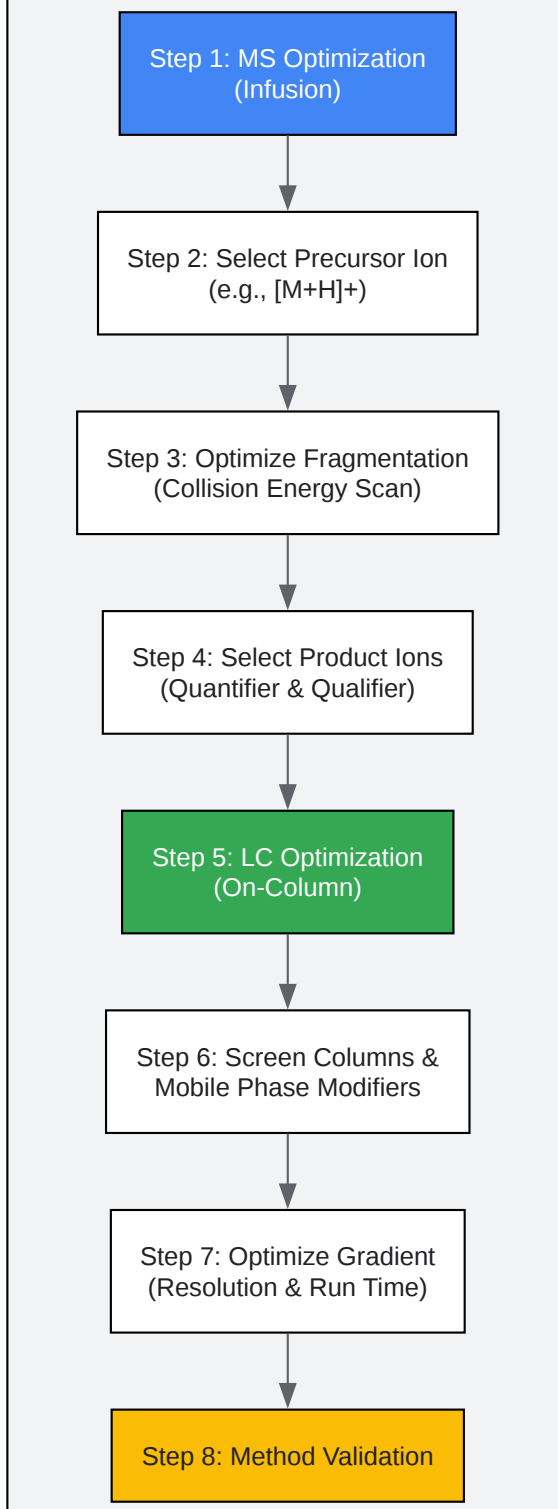 Step 1: MS Optimization
(Infusion)
Step 2: Select Precursor Ion
(e.g., [M+H]+)
Step 3: Optimize Fragmentation
(Collision Energy Scan)
Step 4: Select Product Ions
(Quantifier & Qualifier)
Step 5: LC Optimization
(On-Column)
Step 6: Screen Columns &
Mobile Phase Modifiers
Step 7: Optimize Gradient
(Resolution & Run Time)
Step 8: Method Validation